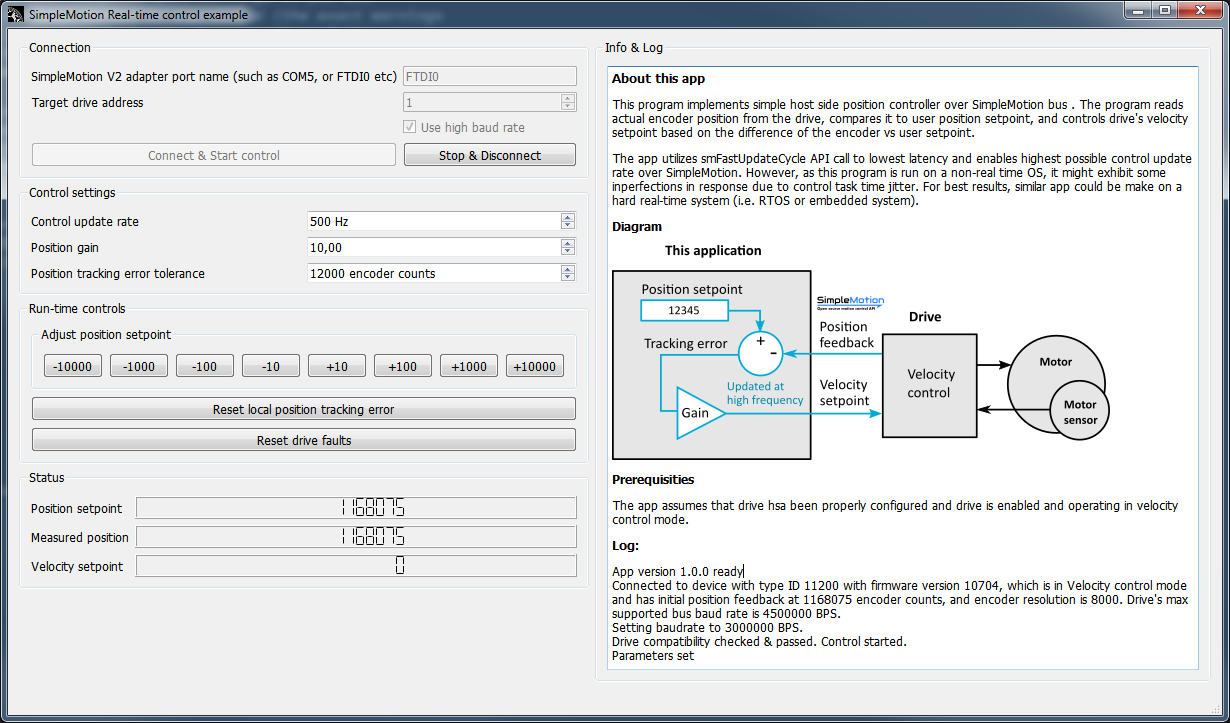 SimpleMotion Real-time control example
Connection
SimpleMotion V2 adapter port name (such as COM5, or FTDI0 etc) FTDI0
Target drive address 1
Use high baud rate
Connect & Start control Stop & Disconnect
Control settings
Control update rate 500 Hz
Position gain 10,00
Position tracking error tolerance 12000 encoder counts
Run-time controls
Adjust position setpoint
-10000 -1000 -100 -10 +10 +100 +1000 +10000
Reset local position tracking error
Reset drive faults
Status
Position setpoint 1168075
Measured position 1168075
Velocity setpoint 0
Info & Log
About this app
This program implements simple host side position controller over SimpleMotion bus . The program reads
actual encoder position from the drive, compares it to user position setpoint, and controls drive's velocity
setpoint based on the difference of the encoder vs user setpoint.
The app utilizes smFastUpdateCycle API call to lowest latency and enables highest possible control update
rate over SimpleMotion. However, as this program is run on a non-real time OS, it might exhibit some
inperfections in response due to control task time jitter. For best results, similar app could be make on a
hard real-time system (i.e. RTOS or embedded system).
Diagram
This application
Position setpoint
12345
Tracking error
+
-
Updated at
high frequency
Gain
SimpleMotion
Open source motion control API
Position
feedback
Velocity
setpoint
Drive
Velocity
control
Motor
Motor
sensor
Prerequisities
The app assumes that drive hsa been properly configured and drive is enabled and operating in velocity
control mode.
Log:
App version 1.0.0 ready
Connected to device with type ID 11200 with firmware version 10704, which is in Velocity control mode
and has initial position feedback at 1168075 encoder counts, and encoder resolution is 8000. Drive's max
supported bus baud rate is 4500000 BPS.
Setting baudrate to 3000000 BPS.
Drive compatibility checked & passed. Control started.
Parameters set